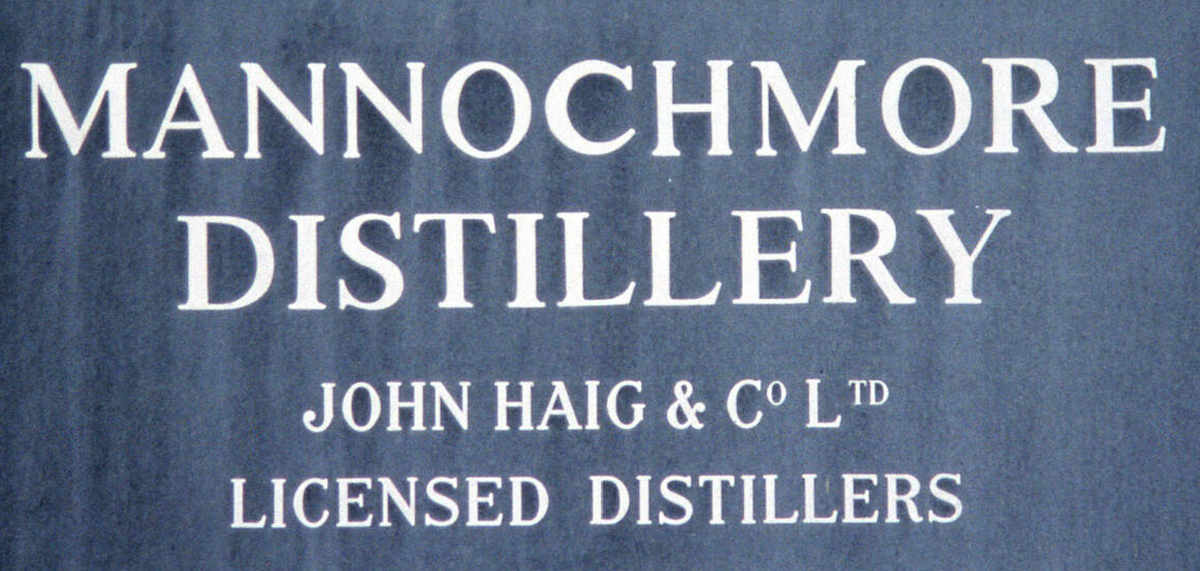 MANNOCHMORE
DISTILLERY
JOHN HAIG & Cº LTD
LICENSED DISTILLERS